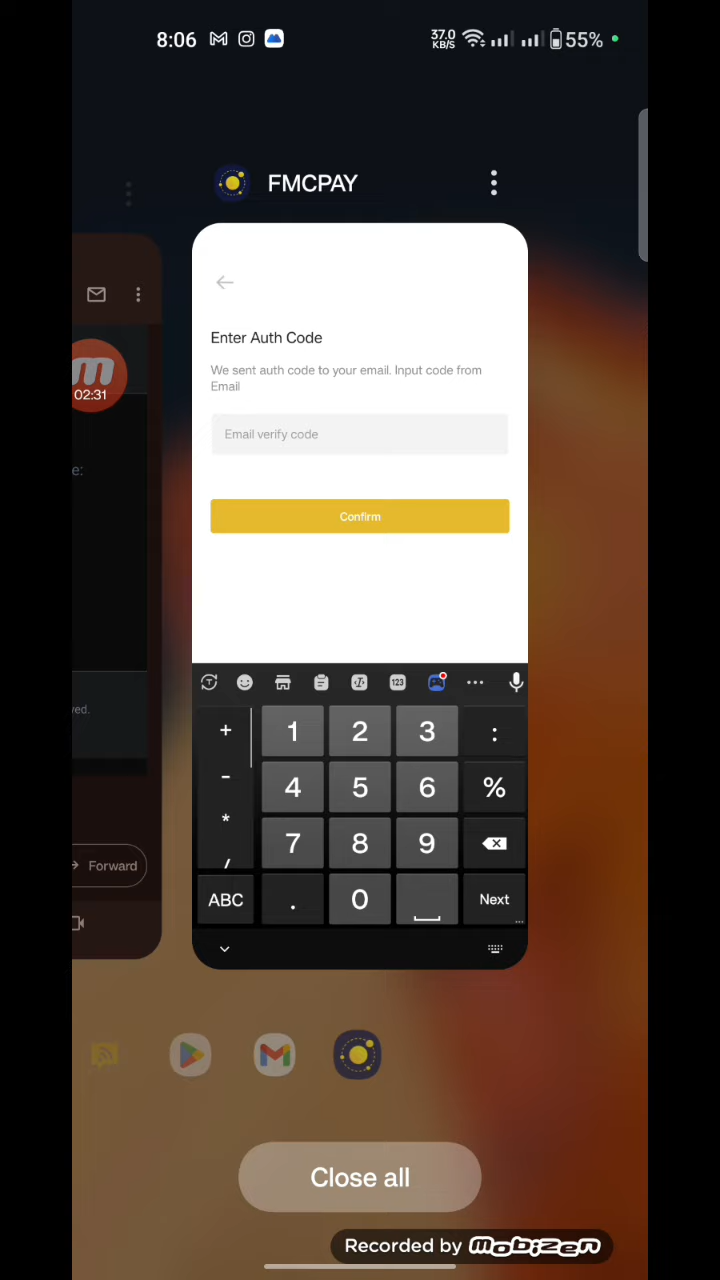 8:06
37.0
KB/S
55%
FMCPAY
m
02:31
Enter Auth Code
We sent auth code to your email. Input code from
Email
Email verify code
Confirm
e:
ved.
Forward
T
123
+ 1 2 3 :
- 4 5 6 %
* 7 8 9
/
ABC . 0 Next
...
Close all
Recorded by mobizen